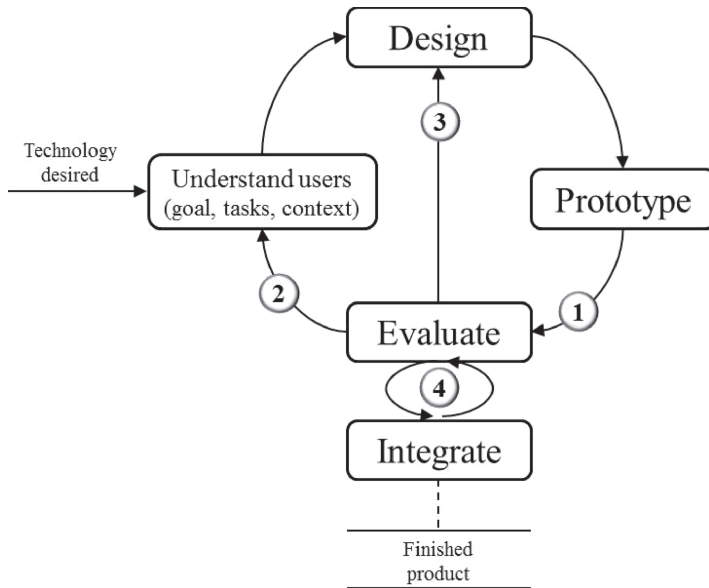 Design
3
Technology
desired
Understand users
(goal, tasks, context)
Prototype
2
1
Evaluate
4
Integrate
Finished
product